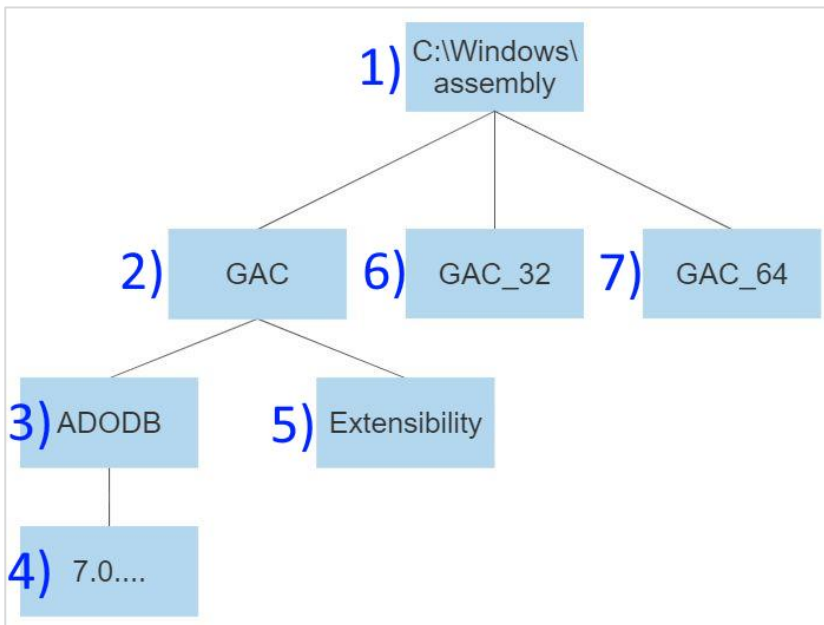 1) C:\Windows\
assembly
2) GAC
6) GAC_32
7) GAC_64
3) ADODB
5) Extensibility
4) 7.0....